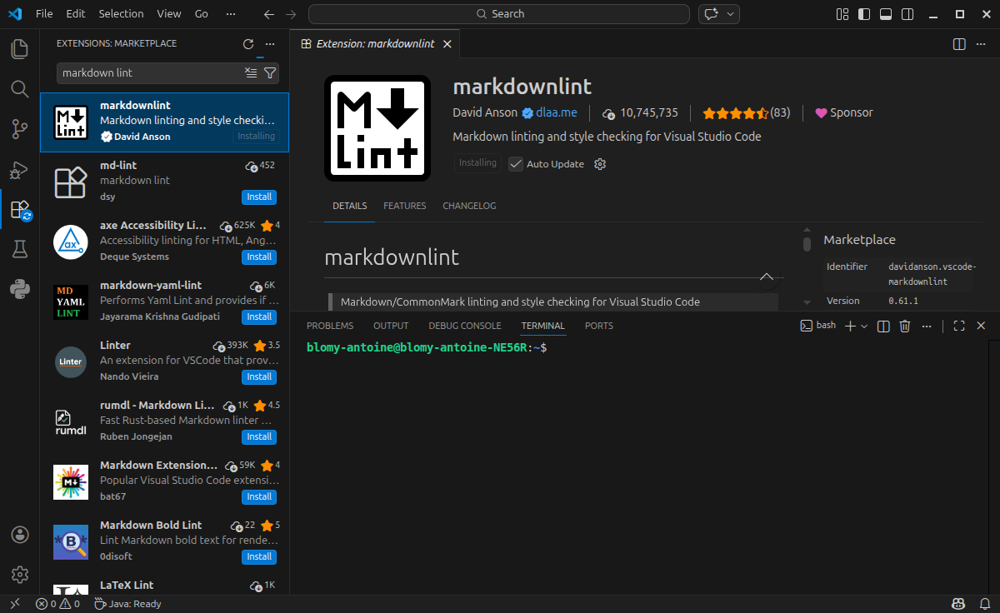 File Edit Selection View Go ··· Search
EXTENSIONS: MARKETPLACE
markdown lint
markdownlint
Markdown linting and style checki...
David Anson Installing
md-lint 452
markdown lint
dsy Install
axe Accessibility Li... 625K 4
Accessibility linting for HTML, Ang...
Deque Systems Install
MD
YAML
LINT
markdown-yaml-lint 6K
Performs Yaml Lint and provides if ...
Jayarama Krishna Gudipati Install
Linter
Linter 393K 3.5
An extension for VSCode that prov...
Nando Vieira Install
rumdl
rumdl - Markdown Li... 1K 4.5
Fast Rust-based Markdown linter ...
Ruben Jongejan Install
Markdown Extension... 59K 4
Popular Visual Studio Code extensi...
bat67 Install
Markdown Bold Lint 22 5
Lint Markdown bold text for rende...
0disoft Install
LaTeX Lint 1K
Extension: markdownlint
M
Lint
markdownlint
David Anson dlaa.me 10,745,735 (83) Sponsor
Markdown linting and style checking for Visual Studio Code
Installing Auto Update
DETAILS FEATURES CHANGELOG
markdownlint
Markdown/CommonMark linting and style checking for Visual Studio Code
Marketplace
Identifier davidanson.vscode-
markdownlint
Version 0.61.1
PROBLEMS OUTPUT DEBUG CONSOLE TERMINAL PORTS bash
blomy-antoine@blomy-antoine-NE56R:~$
0 0 Java: Ready